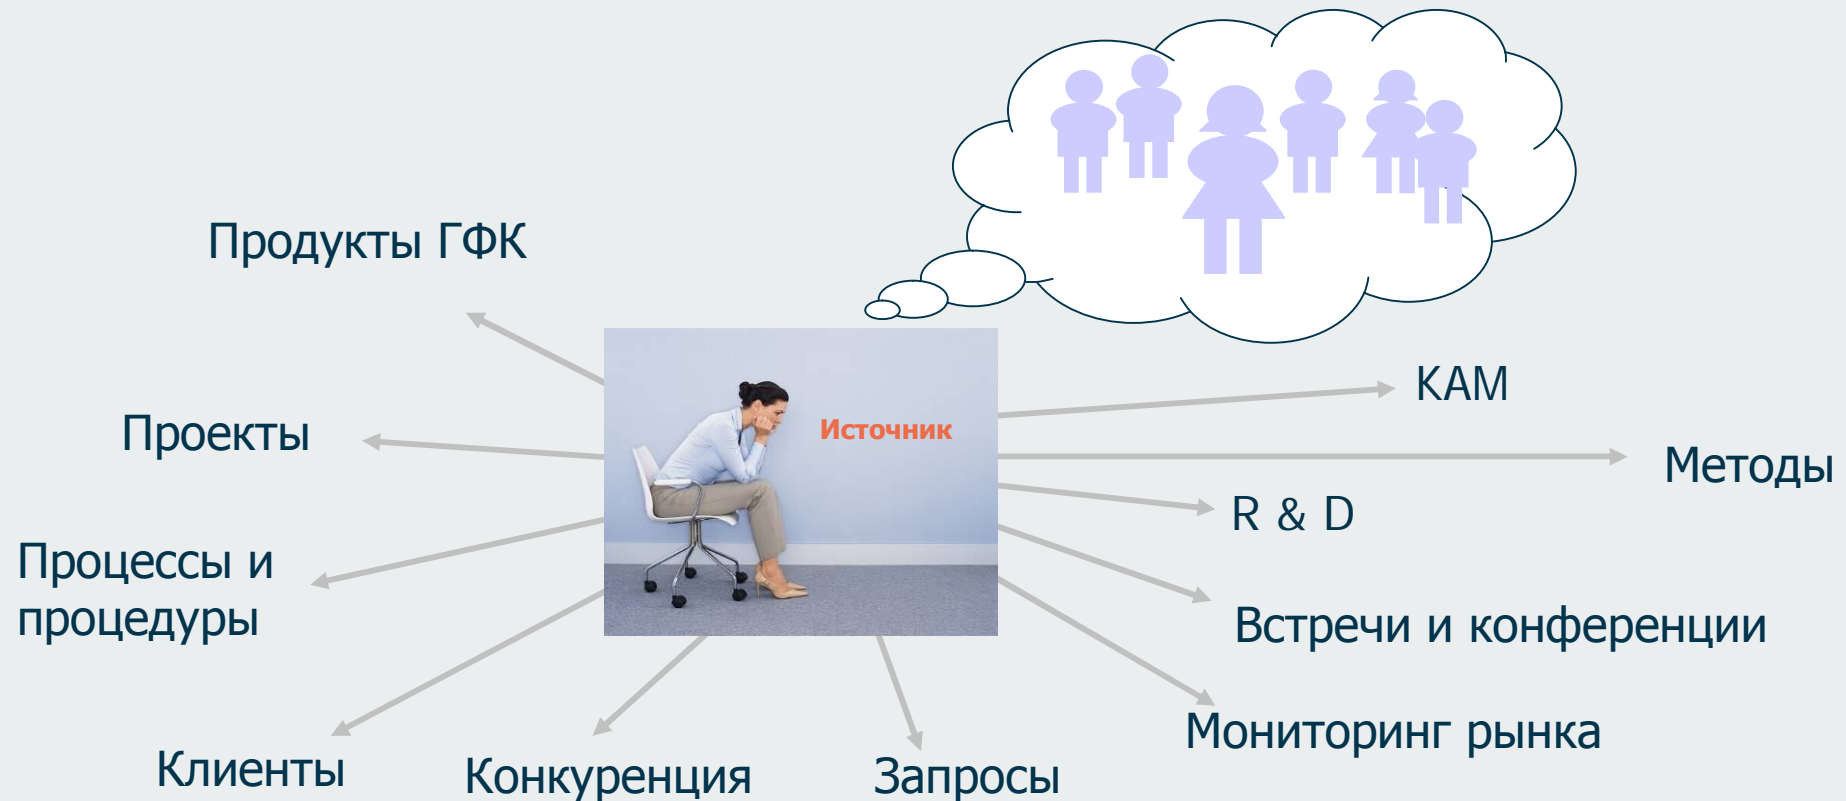 Продукты ГФК
КАМ
Источник
Проекты
Методы
R & D
Процессы и
процедуры
Встречи и конференции
Мониторинг рынка
Клиенты
Конкуренция
Запросы